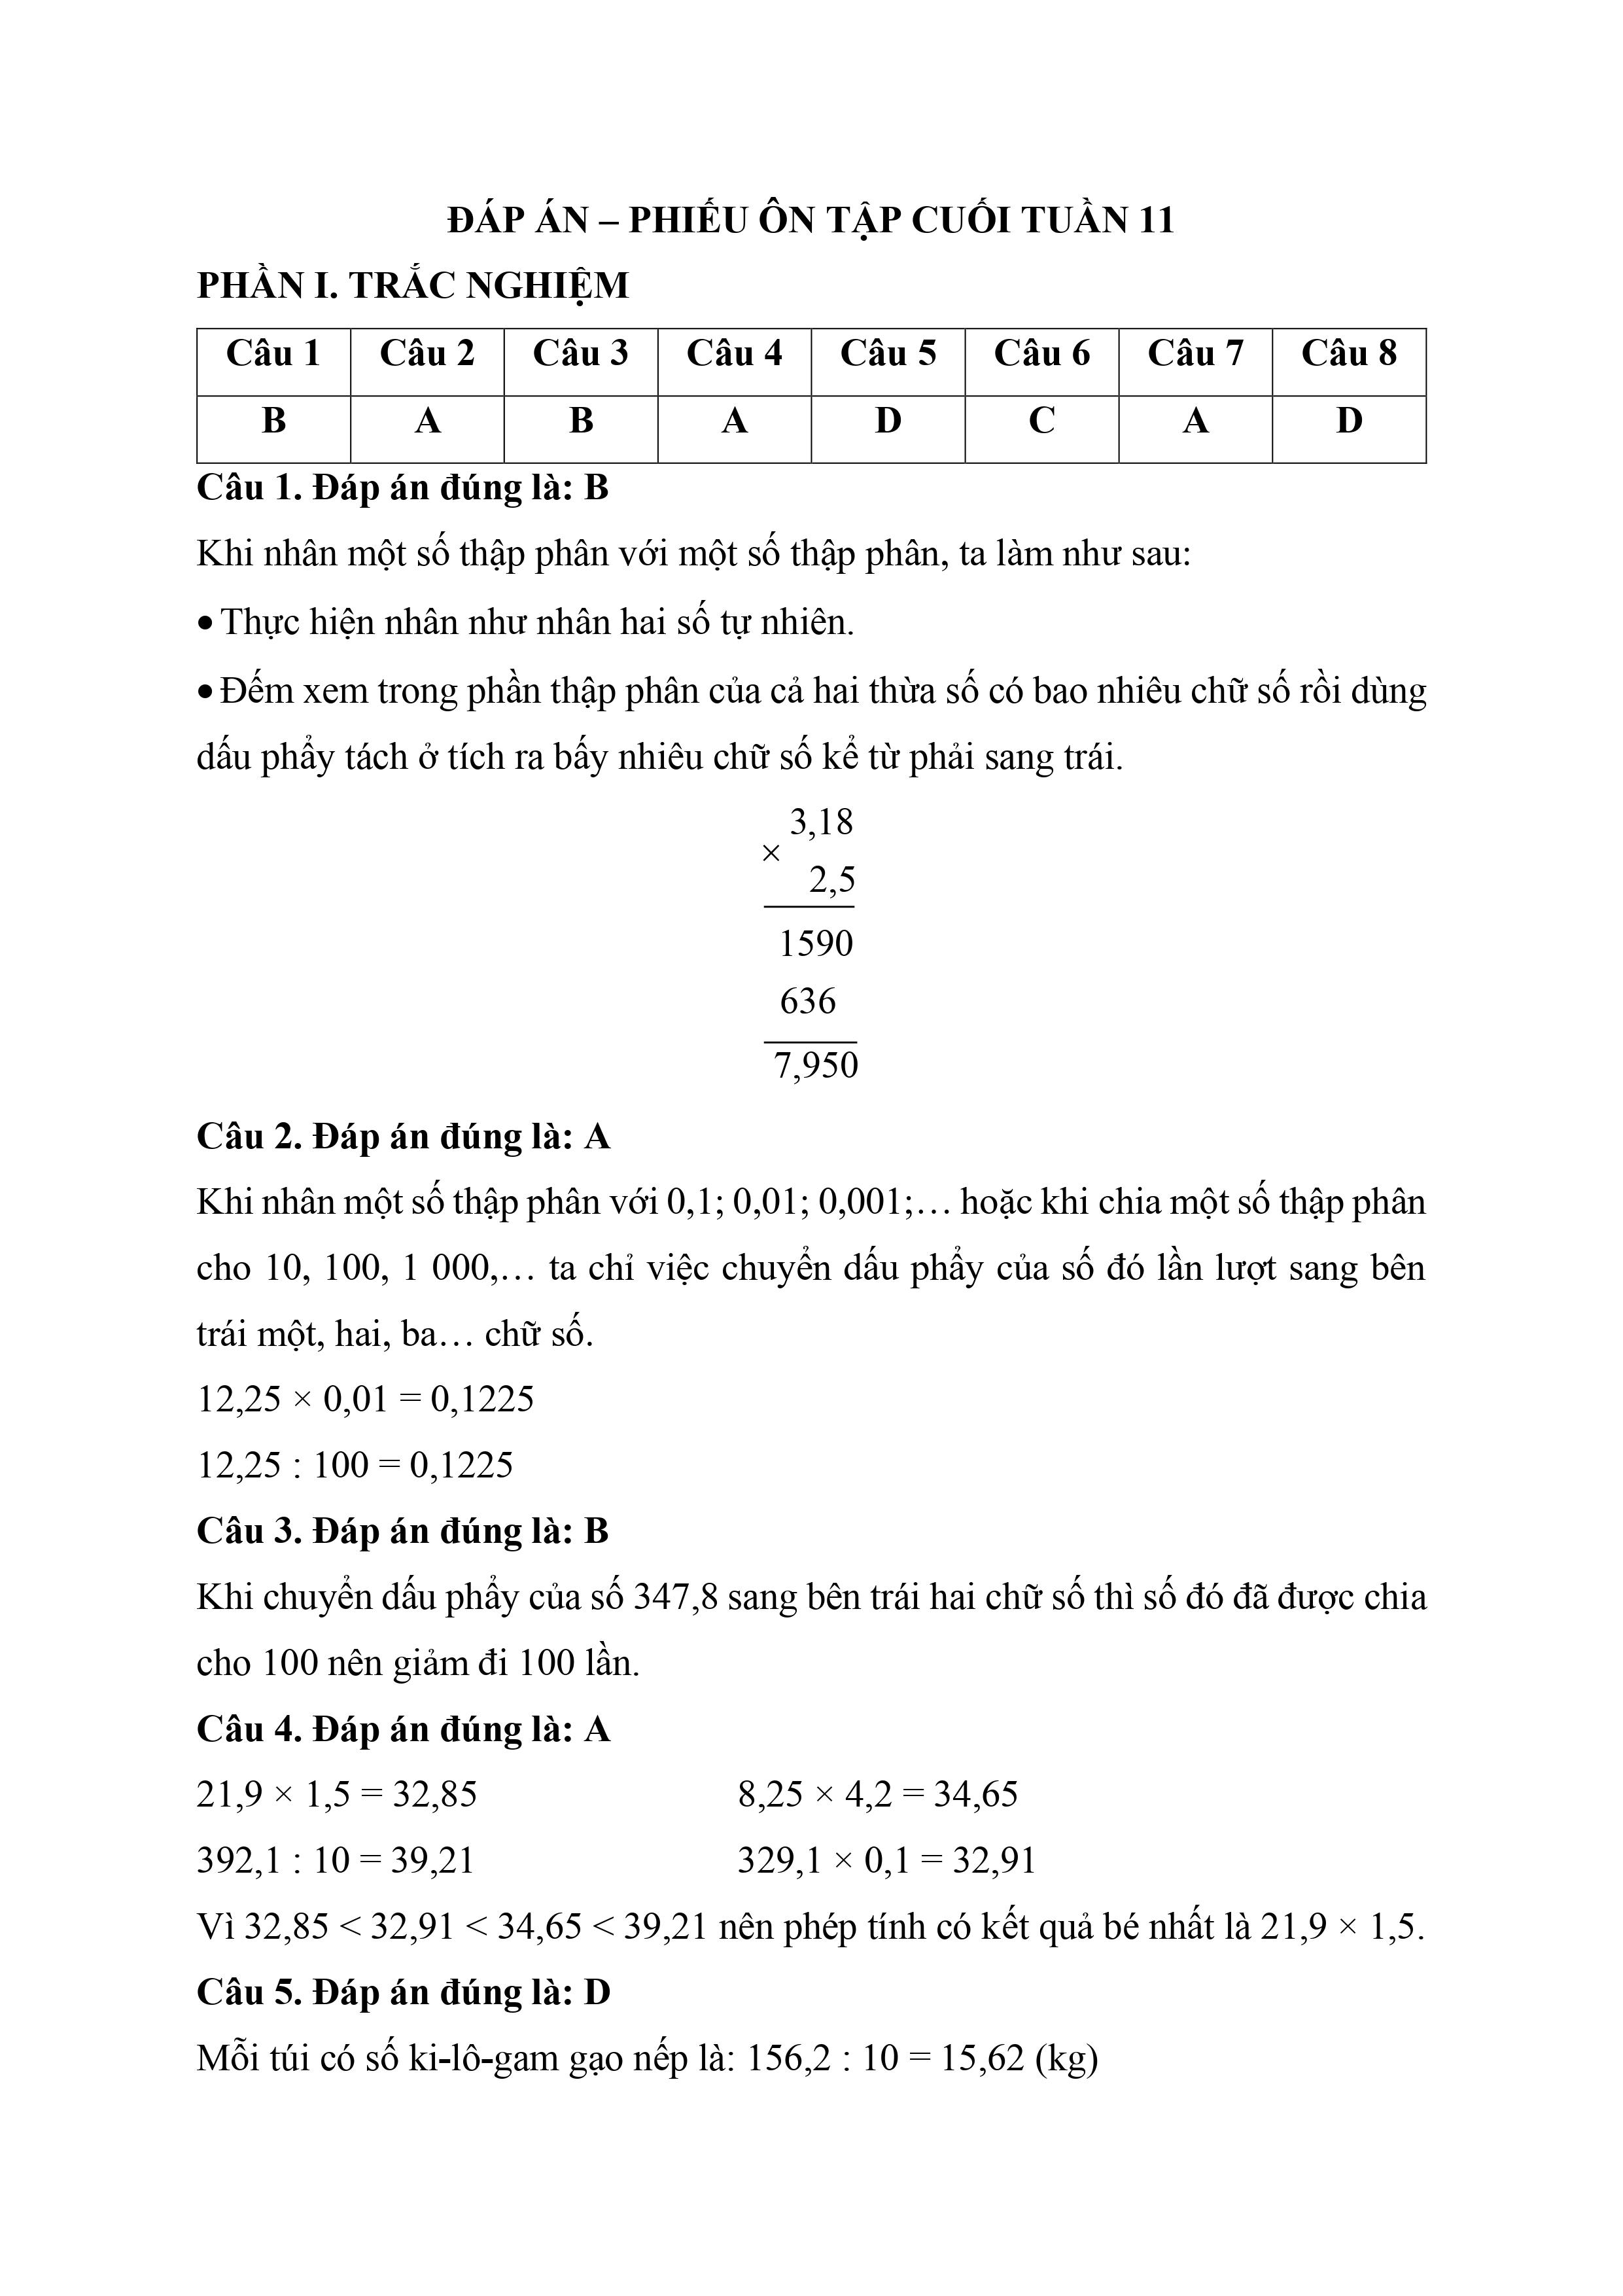 ĐÁP ÁN – PHIẾU ÔN TẬP CUỐI TUẦN 11
PHẦN I. TRẮC NGHIỆM
Câu 1 Câu 2 Câu 3 Câu 4 Câu 5 Câu 6 Câu 7 Câu 8
B A B A D C A D
Câu 1. Đáp án đúng là: B
Khi nhân một số thập phân với một số thập phân, ta làm như sau:
• Thực hiện nhân như nhân hai số tự nhiên.
• Đếm xem trong phần thập phân của cả hai thừa số có bao nhiêu chữ số rồi dùng
dấu phẩy tách ở tích ra bấy nhiêu chữ số kể từ phải sang trái.
3,18
×
2,5
1590
636
7,950
Câu 2. Đáp án đúng là: A
Khi nhân một số thập phân với 0,1; 0,01; 0,001;… hoặc khi chia một số thập phân
cho 10, 100, 1 000,… ta chỉ việc chuyển dấu phẩy của số đó lần lượt sang bên
trái một, hai, ba… chữ số.
12,25 × 0,01 = 0,1225
12,25 : 100 = 0,1225
Câu 3. Đáp án đúng là: B
Khi chuyển dấu phẩy của số 347,8 sang bên trái hai chữ số thì số đó đã được chia
cho 100 nên giảm đi 100 lần.
Câu 4. Đáp án đúng là: A
21,9 × 1,5 = 32,85 8,25 × 4,2 = 34,65
392,1 : 10 = 39,21 329,1 × 0,1 = 32,91
Vì 32,85 < 32,91 < 34,65 < 39,21 nên phép tính có kết quả bé nhất là 21,9 × 1,5.
Câu 5. Đáp án đúng là: D
Mỗi túi có số ki-lô-gam gạo nếp là: 156,2 : 10 = 15,62 (kg)